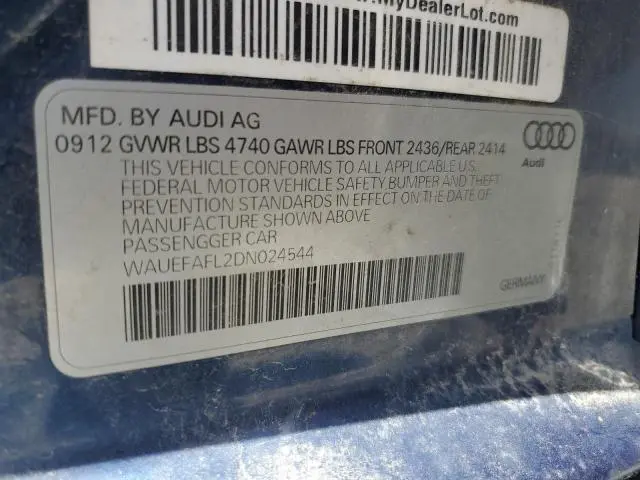 .MyDealerLot.com
MFD. BY AUDI AG
0912 GVWR LBS 4740 GAWR LBS FRONT 2436/REAR 2414
THIS VEHICLE CONFORMS TO ALL APPLICABLE U.S.
FEDERAL MOTOR VEHICLE SAFETY,BUMPER AND THEFT
PREVENTION STANDARDS IN EFFECT ON THE DATE OF
MANUFACTURE SHOWN ABOVE
PASSENGGER CAR
WAUEFAFL2DN024544
Audi
GERMANY